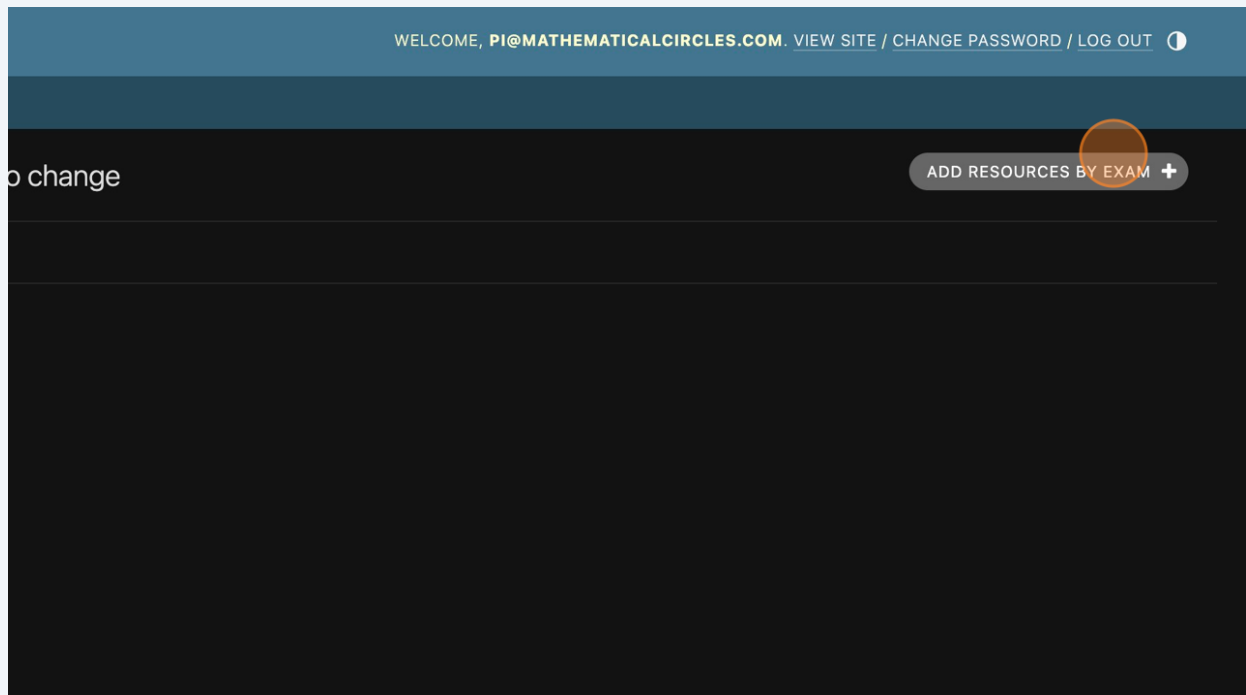 WELCOME, PI@MATHEMATICALCIRCLES.COM. VIEW SITE / CHANGE PASSWORD / LOG OUT
o change
ADD RESOURCES BY EXAM +